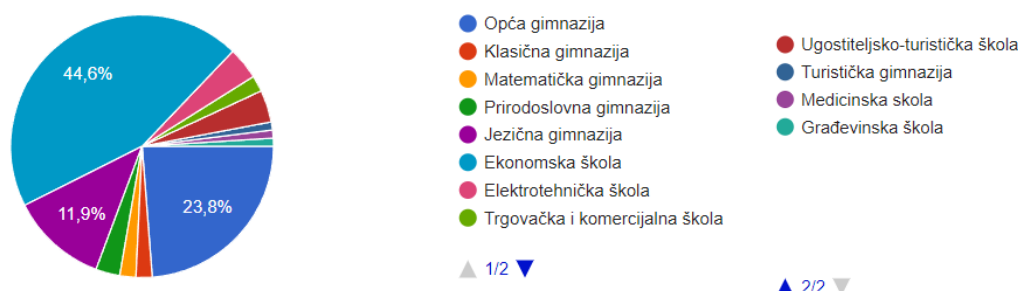 44,6%
11,9%
23,8%
Opća gimnazija
Klasična gimnazija
Matematička gimnazija
Prirodoslovna gimnazija
Jezična gimnazija
Ekonomska škola
Elektrotehnička škola
Trgovačka i komercijalna škola
1/2
Ugostiteljsko-turistička škola
Turistička gimnazija
Medicinska skola
Građevinska škola
2/2